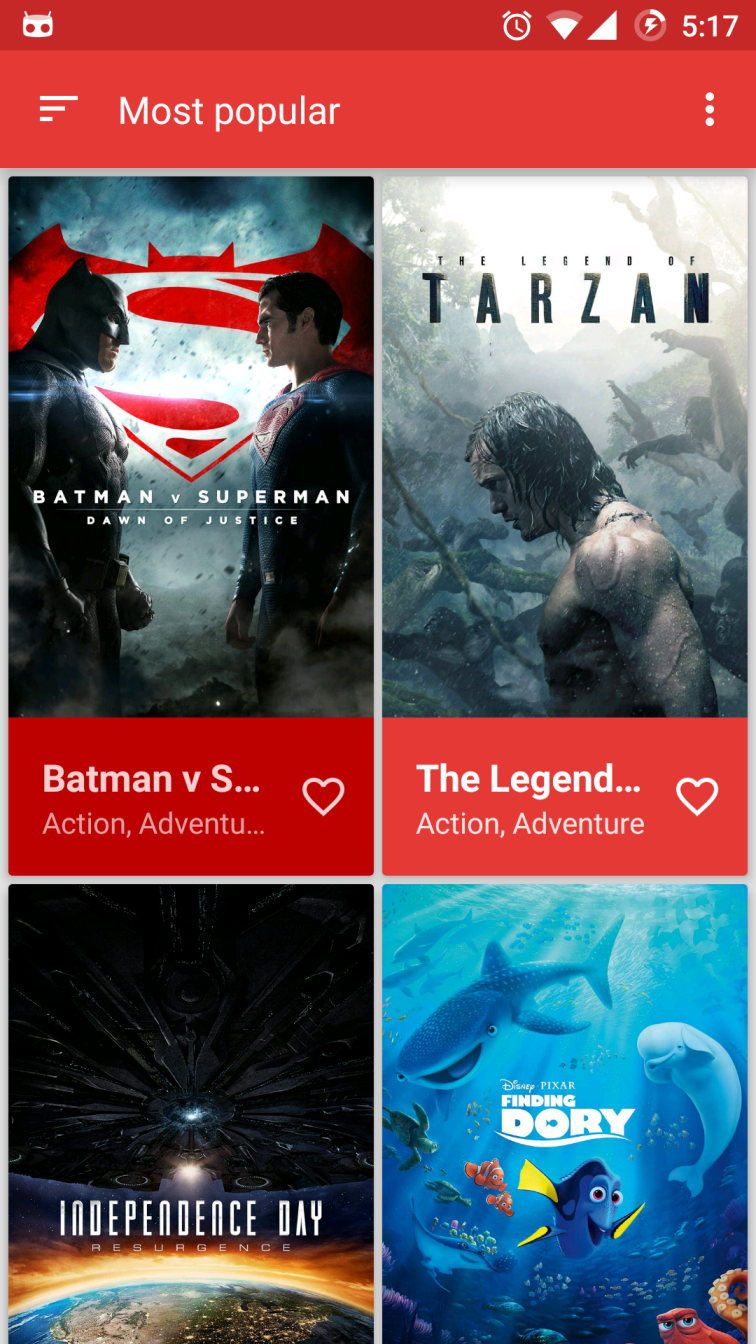 5:17
Most popular
BATMAN v SUPERMAN
DAWN OF JUSTICE
THE LEGEND OF
TARZAN
Batman v S...
Action, Adventu...
The Legend...
Action, Adventure
INDEPENDENCE DAY
RESURGENCE
Disney · PIXAR
FINDING
DORY